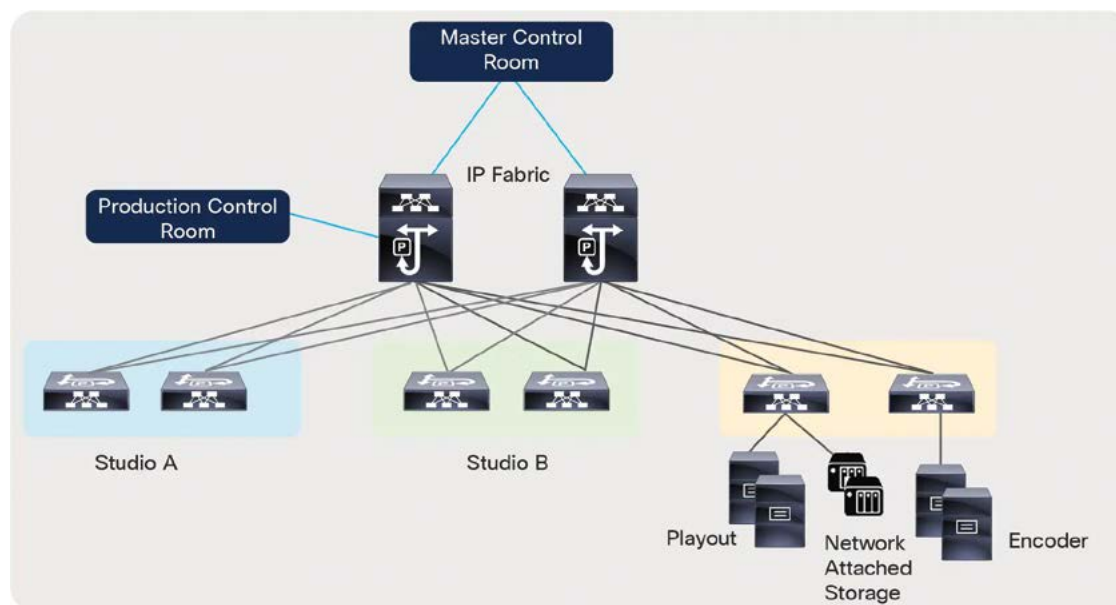 Master Control
Room
IP Fabric
Production Control
Room
P
P
Studio A
Studio B
Playout
Network
Attached
Storage
Encoder